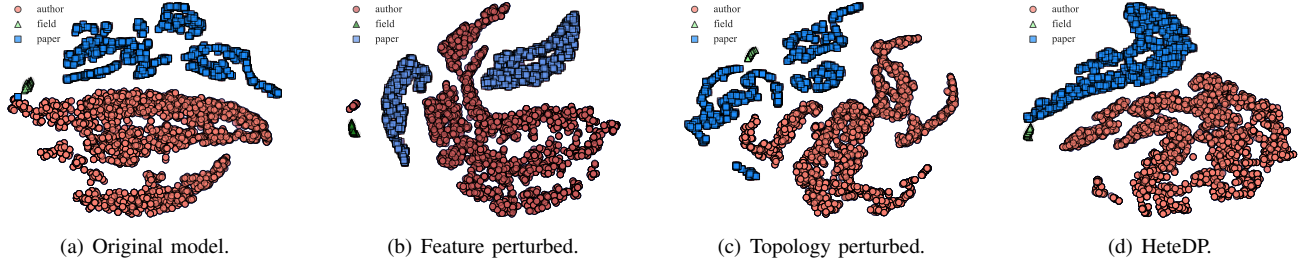 author
field
paper
author
field
paper
author
field
paper
author
field
paper
(a) Original model.
(b) Feature perturbed.
(c) Topology perturbed.
(d) HeteDP.